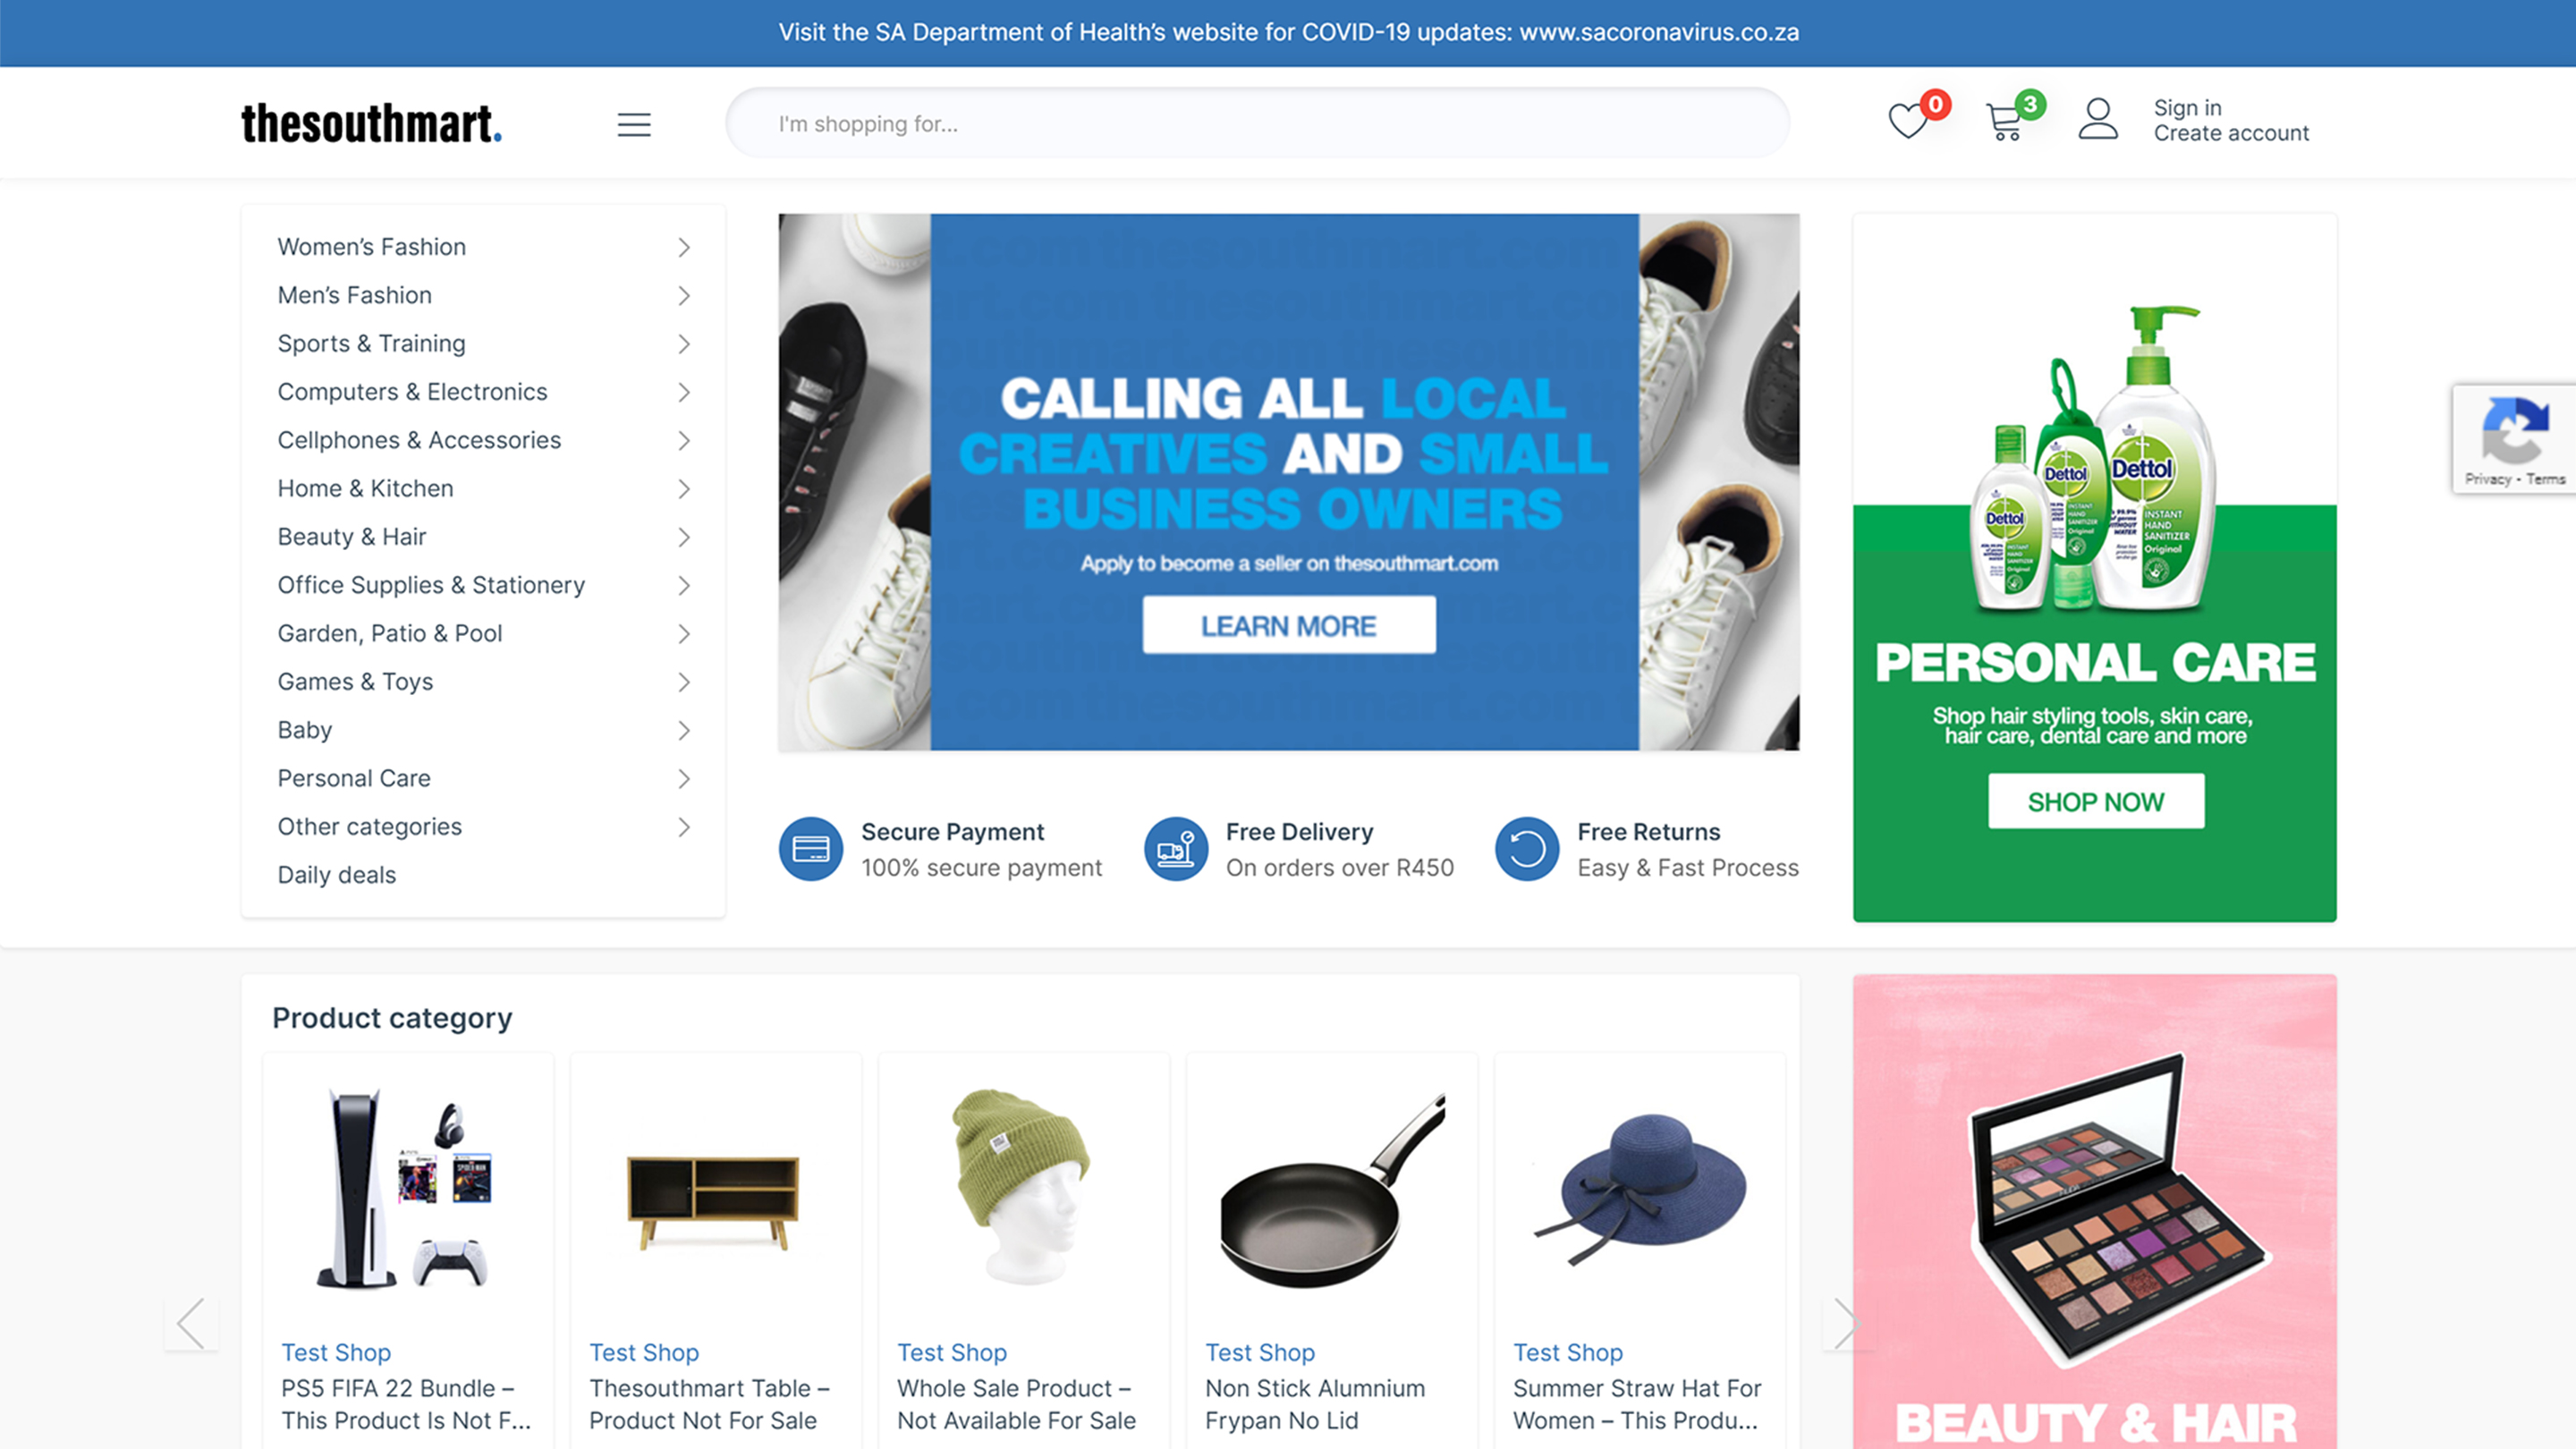 Visit the SA Department of Health’s website for COVID-19 updates: www.sacoronavirus.co.za
thesouthmart.
I'm shopping for...
0
3
Sign in
Create account
Women’s Fashion
Men’s Fashion
Sports & Training
Computers & Electronics
Cellphones & Accessories
Home & Kitchen
Beauty & Hair
Office Supplies & Stationery
Garden, Patio & Pool
Games & Toys
Baby
Personal Care
Other categories
Daily deals
CALLING ALL LOCAL
CREATIVES AND SMALL
BUSINESS OWNERS
Apply to become a seller on thesouthmart.com
LEARN MORE
Secure Payment
100% secure payment
Free Delivery
On orders over R450
Free Returns
Easy & Fast Process
Dettol
Dettol
Dettol
INSTANT
HAND
SANITIZER
Original
PERSONAL CARE
Shop hair styling tools, skin care,
hair care, dental care and more
SHOP NOW
Privacy - Terms
Product category
Test Shop
PS5 FIFA 22 Bundle –
This Product Is Not F...
Test Shop
Thesouthmart Table –
Product Not For Sale
Test Shop
Whole Sale Product –
Not Available For Sale
Test Shop
Non Stick Alumnium
Frypan No Lid
Test Shop
Summer Straw Hat For
Women – This Produ...
BEAUTY & HAIR